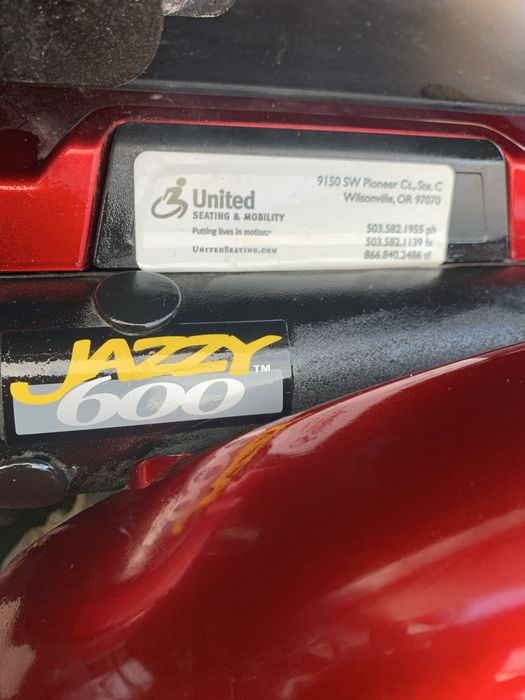 United
SEATING & MOBILITY
Putting lives in motion.™
UNITEDSEATING.COM
9150 SW Pioneer Ct., Ste. C
Wilsonville, OR 97070
503.582.1955 ph
503.582.1139 fx
866.840.2486 tf
JAZZY™
600